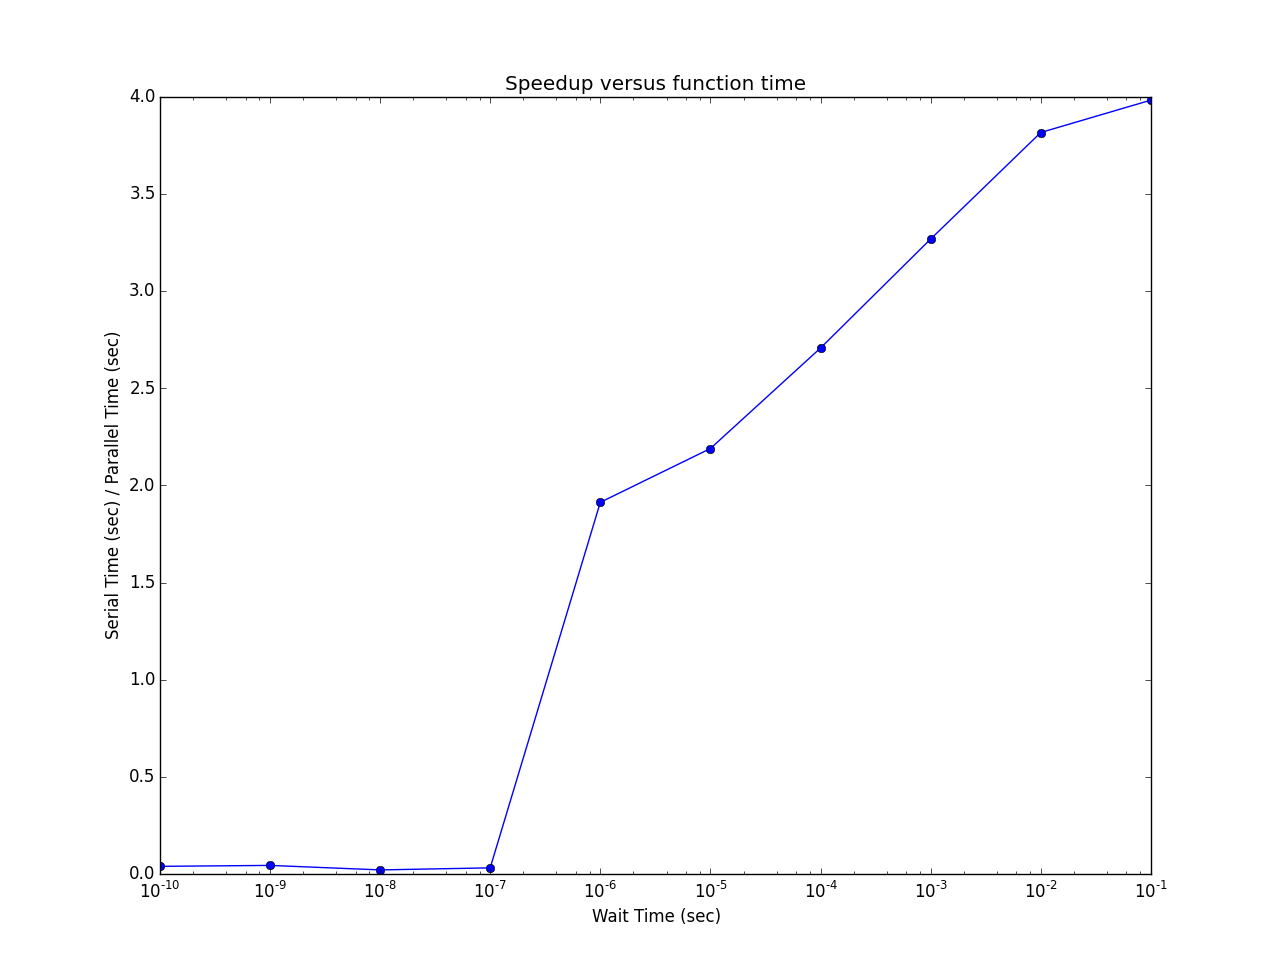 Speedup versus function time
4.0
3.5
3.0
2.5
2.0
1.5
1.0
0.5
0.0
Serial Time (sec) / Parallel Time (sec)
10^-10 10^-9 10^-8 10^-7 10^-6 10^-5 10^-4 10^-3 10^-2 10^-1
Wait Time (sec)